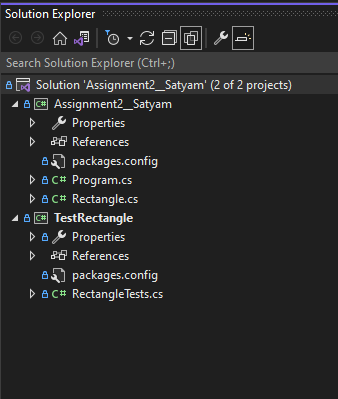 Solution Explorer
Search Solution Explorer (Ctrl+;)
Solution 'Assignment2__Satyam' (2 of 2 projects)
C# Assignment2__Satyam
Properties
References
packages.config
C# Program.cs
C# Rectangle.cs
C# TestRectangle
Properties
References
packages.config
C# RectangleTests.cs